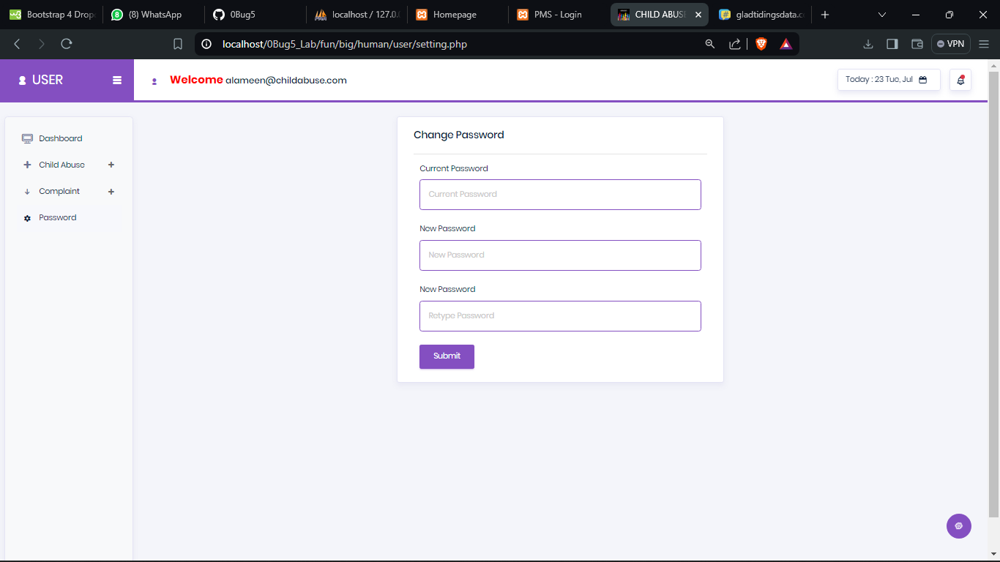 Bootstrap 4 Drop
(8) WhatsApp
0Bug5
localhost / 127.0.0
Homepage
PMS - Login
CHILD ABUSE
gladtidingsdata.c
localhost/0Bug5_Lab/fun/big/human/user/setting.php
VPN
USER
Welcome alameen@childabuse.com
Today : 23 Tue, Jul
Dashboard
Child Abuse
Complaint
Password
Change Password
Current Password
Current Password
New Password
New Password
New Password
Retype Password
Submit